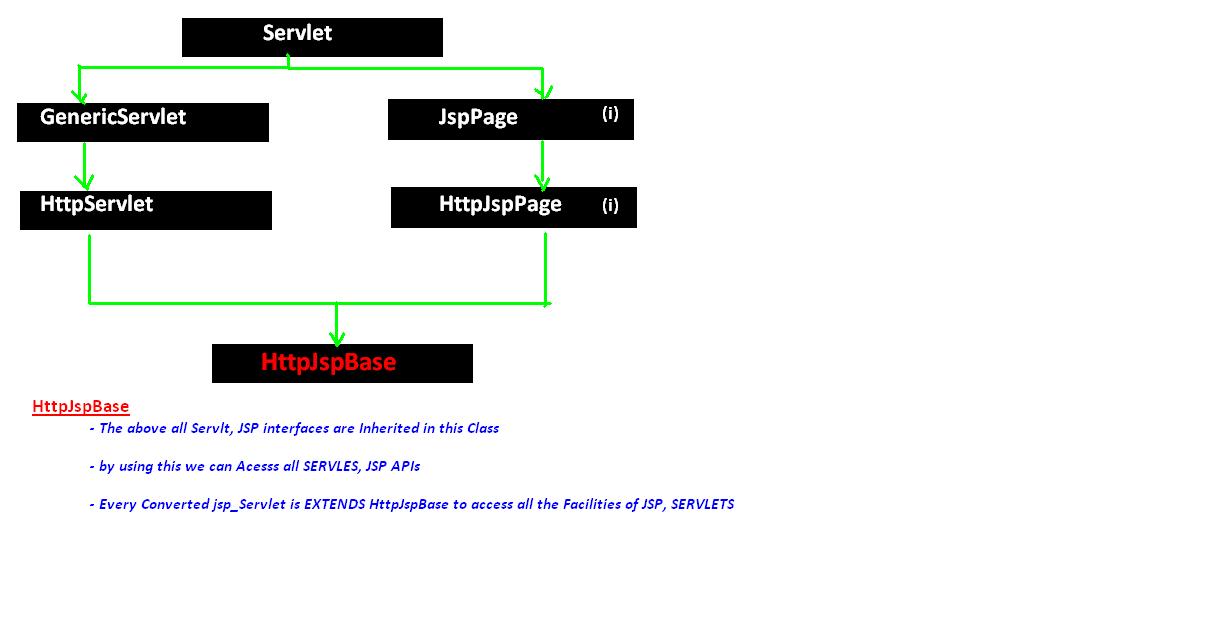 Servlet
GenericServlet
JspPage (i)
HttpServlet
HttpJspPage (i)
HttpJspBase
HttpJspBase
- The above all Servlt, JSP interfaces are Inherited in this Class
- by using this we can Acesss all SERVLES, JSP APIs
- Every Converted jsp_Servlet is EXTENDS HttpJspBase to access all the Facilities of JSP, SERVLETS